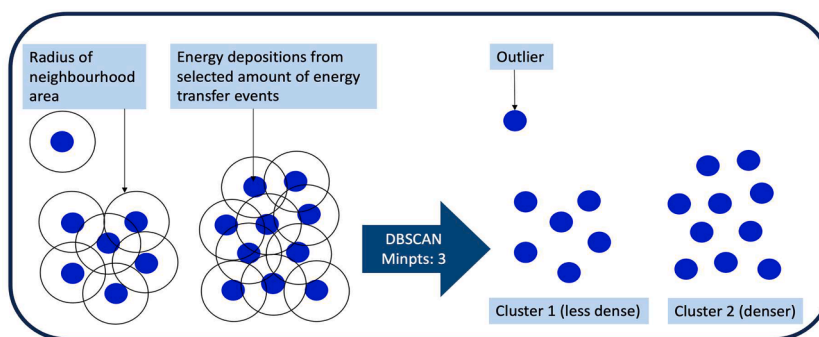 Radius of
neighbourhood
area
Energy depositions from
selected amount of energy
transfer events
Outlier
DBSCAN
Minpts: 3
Cluster 1 (less dense)
Cluster 2 (denser)